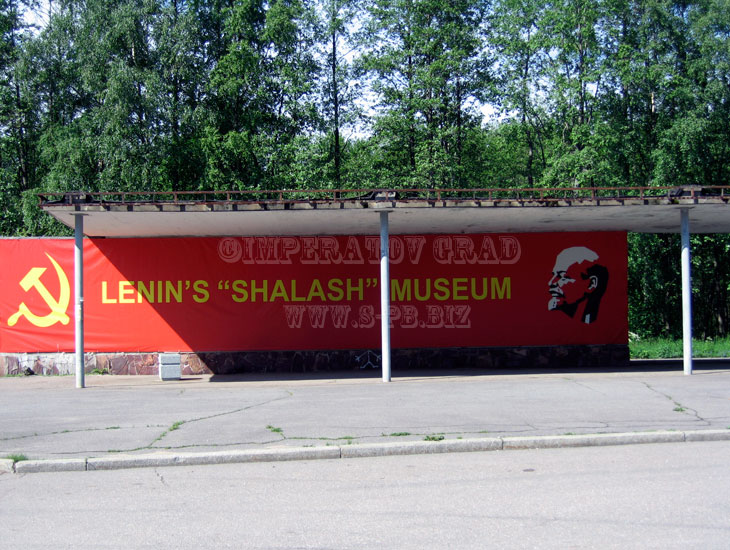 ©IMPERATOV GRAD
LENIN'S “SHALASH” MUSEUM
WWW.S-PB.BIZ